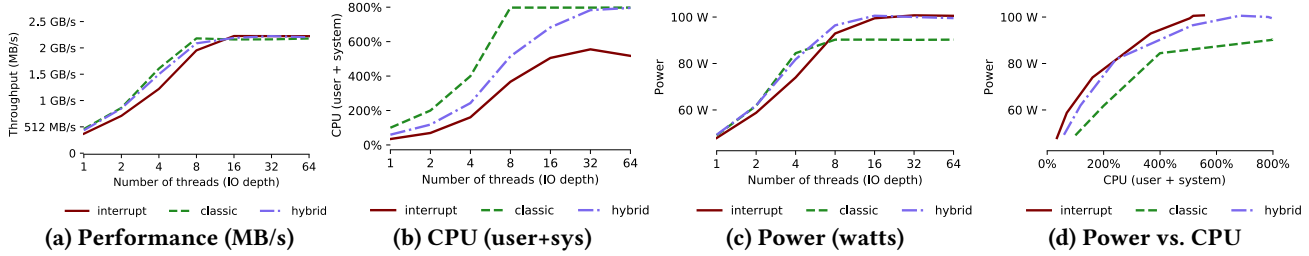 Throughput (MB/s)
2.5 GB/s
2 GB/s
1.5 GB/s
1 GB/s
512 MB/s
0
1 2 4 8 16 32 64
Number of threads (IO depth)
interrupt classic hybrid
(a) Performance (MB/s)
CPU (user + system)
800%
600%
400%
200%
0%
1 2 4 8 16 32 64
Number of threads (IO depth)
interrupt classic hybrid
(b) CPU (user+sys)
Power
100 W
80 W
60 W
1 2 4 8 16 32 64
Number of threads (IO depth)
interrupt classic hybrid
(c) Power (watts)
Power
100 W
80 W
60 W
0% 200% 400% 600% 800%
CPU (user + system)
interrupt classic hybrid
(d) Power vs. CPU